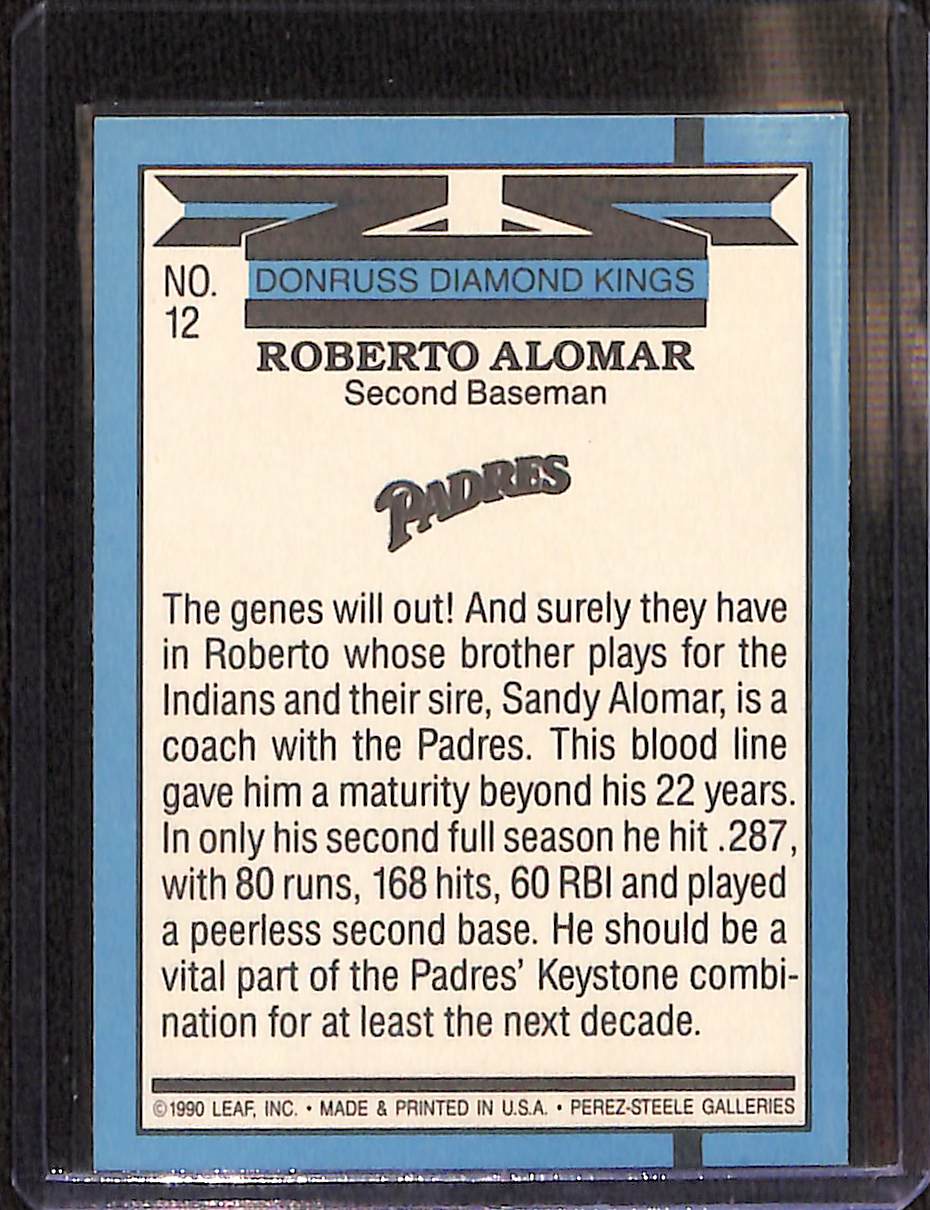 NO.
12
DONRUSS DIAMOND KINGS
ROBERTO ALOMAR
Second Baseman
PADRES
The genes will out! And surely they have
in Roberto whose brother plays for the
Indians and their sire, Sandy Alomar, is a
coach with the Padres. This blood line
gave him a maturity beyond his 22 years.
In only his second full season he hit .287,
with 80 runs, 168 hits, 60 RBI and played
a peerless second base. He should be a
vital part of the Padres' Keystone combi-
nation for at least the next decade.
©1990 LEAF, INC. • MADE & PRINTED IN U.S.A. • PEREZ-STEELE GALLERIES